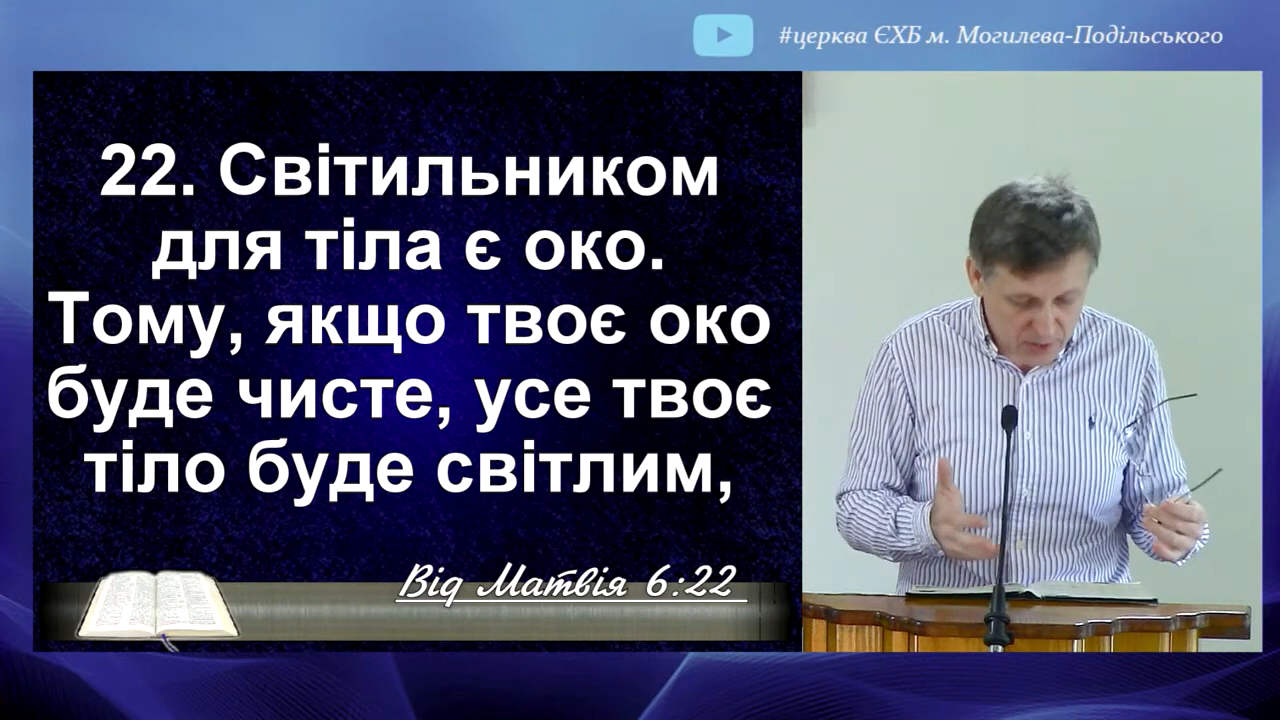 #церква ЄХБ м. Могилева-Подільського
22. Світильником
для тіла є око.
Тому, якщо твоє око
буде чисте, усе твоє
тіло буде світлим,
Від Матвія 6:22